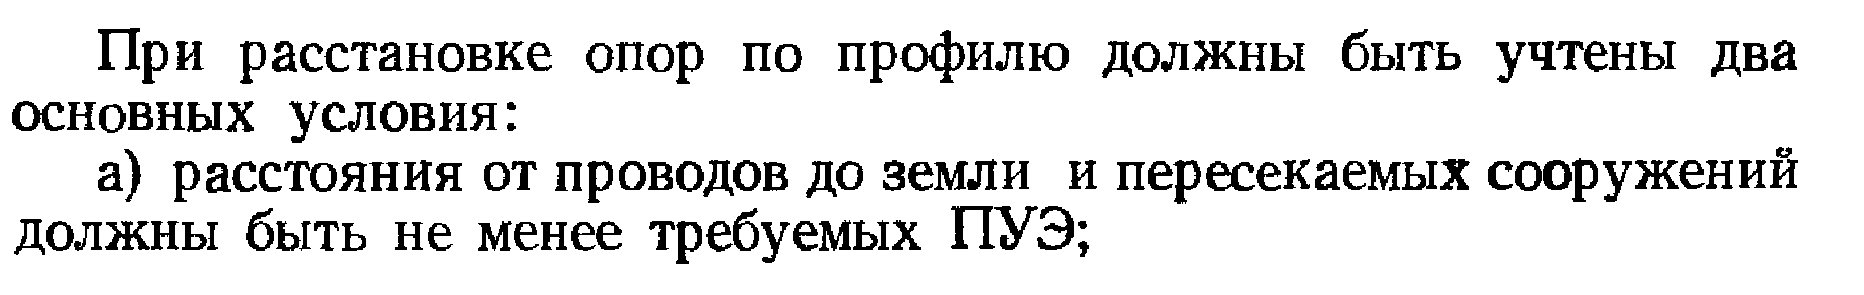 При расстановке опор по профилю должны быть учтены два
основных условия:
а) расстояния от проводов до земли и пересекаемых сооружений
должны быть не менее требуемых ПУЭ;